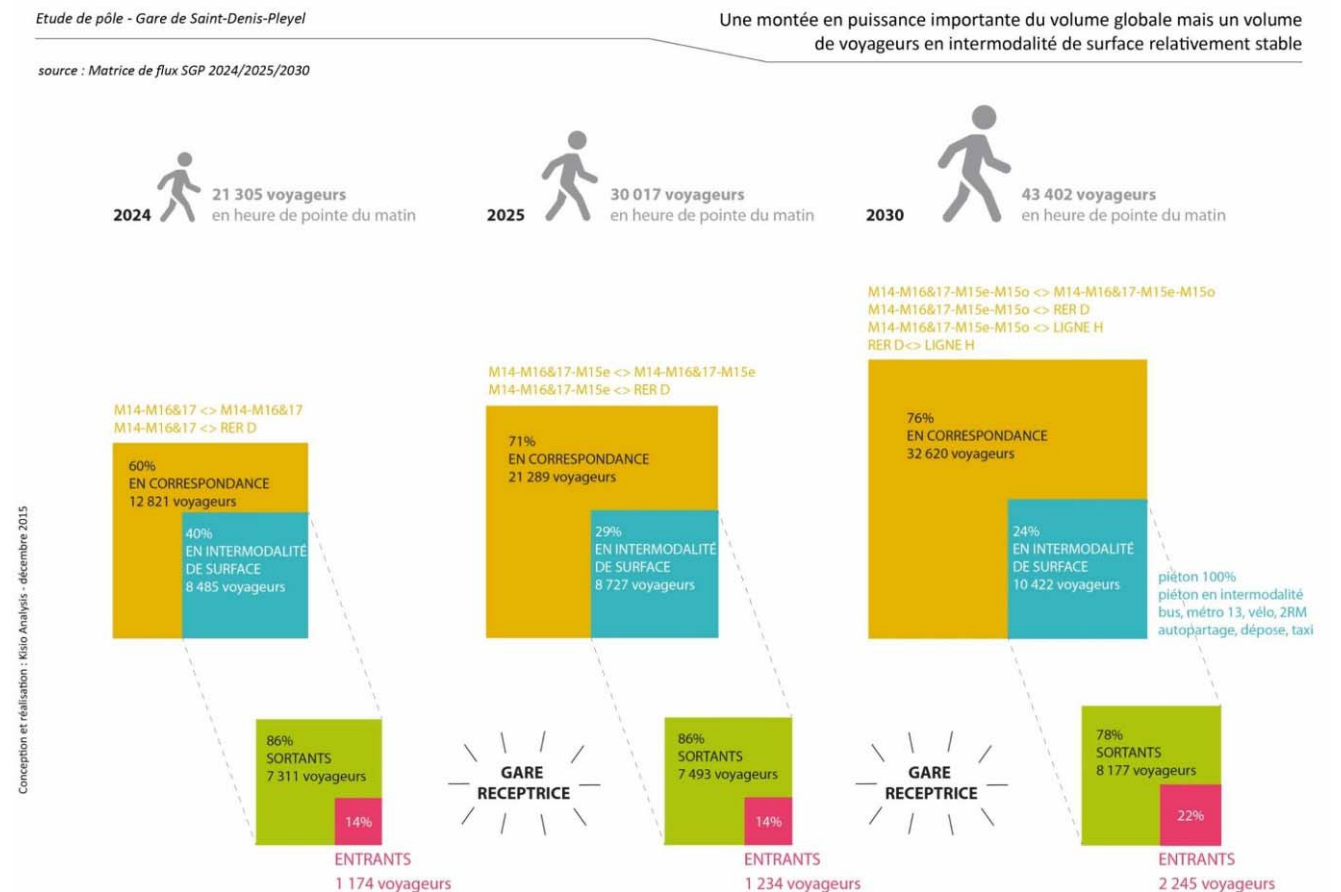 Etude de pôle - Gare de Saint-Denis-Pleyel
Une montée en puissance importante du volume globale mais un volume
de voyageurs en intermodalité de surface relativement stable
source : Matrice de flux SGP 2024/2025/2030
2024
21 305 voyageurs
en heure de pointe du matin
2025
30 017 voyageurs
en heure de pointe du matin
2030
43 402 voyageurs
en heure de pointe du matin
M14-M16&17 <> M14-M16&17
M14-M16&17 <> RER D
60%
EN CORRESPONDANCE
12 821 voyageurs
40%
EN INTERMODALITÉ
DE SURFACE
8 485 voyageurs
M14-M16&17-M15e <> M14-M16&17-M15e
M14-M16&17-M15e <> RER D
71%
EN CORRESPONDANCE
21 289 voyageurs
29%
EN INTERMODALITÉ
DE SURFACE
8 727 voyageurs
M14-M16&17-M15e-M15o <> M14-M16&17-M15e-M15o
M14-M16&17-M15e-M15o <> RER D
M14-M16&17-M15e-M15o <> LIGNE H
RER D<> LIGNE H
76%
EN CORRESPONDANCE
32 620 voyageurs
24%
EN INTERMODALITÉ
DE SURFACE
10 422 voyageurs
piéton 100%
piéton en intermodalité
bus, métro 13, vélo, 2RM
autopartage, dépose, taxi
86%
SORTANTS
7 311 voyageurs
14%
ENTRANTS
1 174 voyageurs
GARE
RECEPTRICE
86%
SORTANTS
7 493 voyageurs
14%
ENTRANTS
1 234 voyageurs
GARE
RECEPTRICE
78%
SORTANTS
8 177 voyageurs
22%
ENTRANTS
2 245 voyageurs
Conception et réalisation : Kisio Analysis - décembre 2015